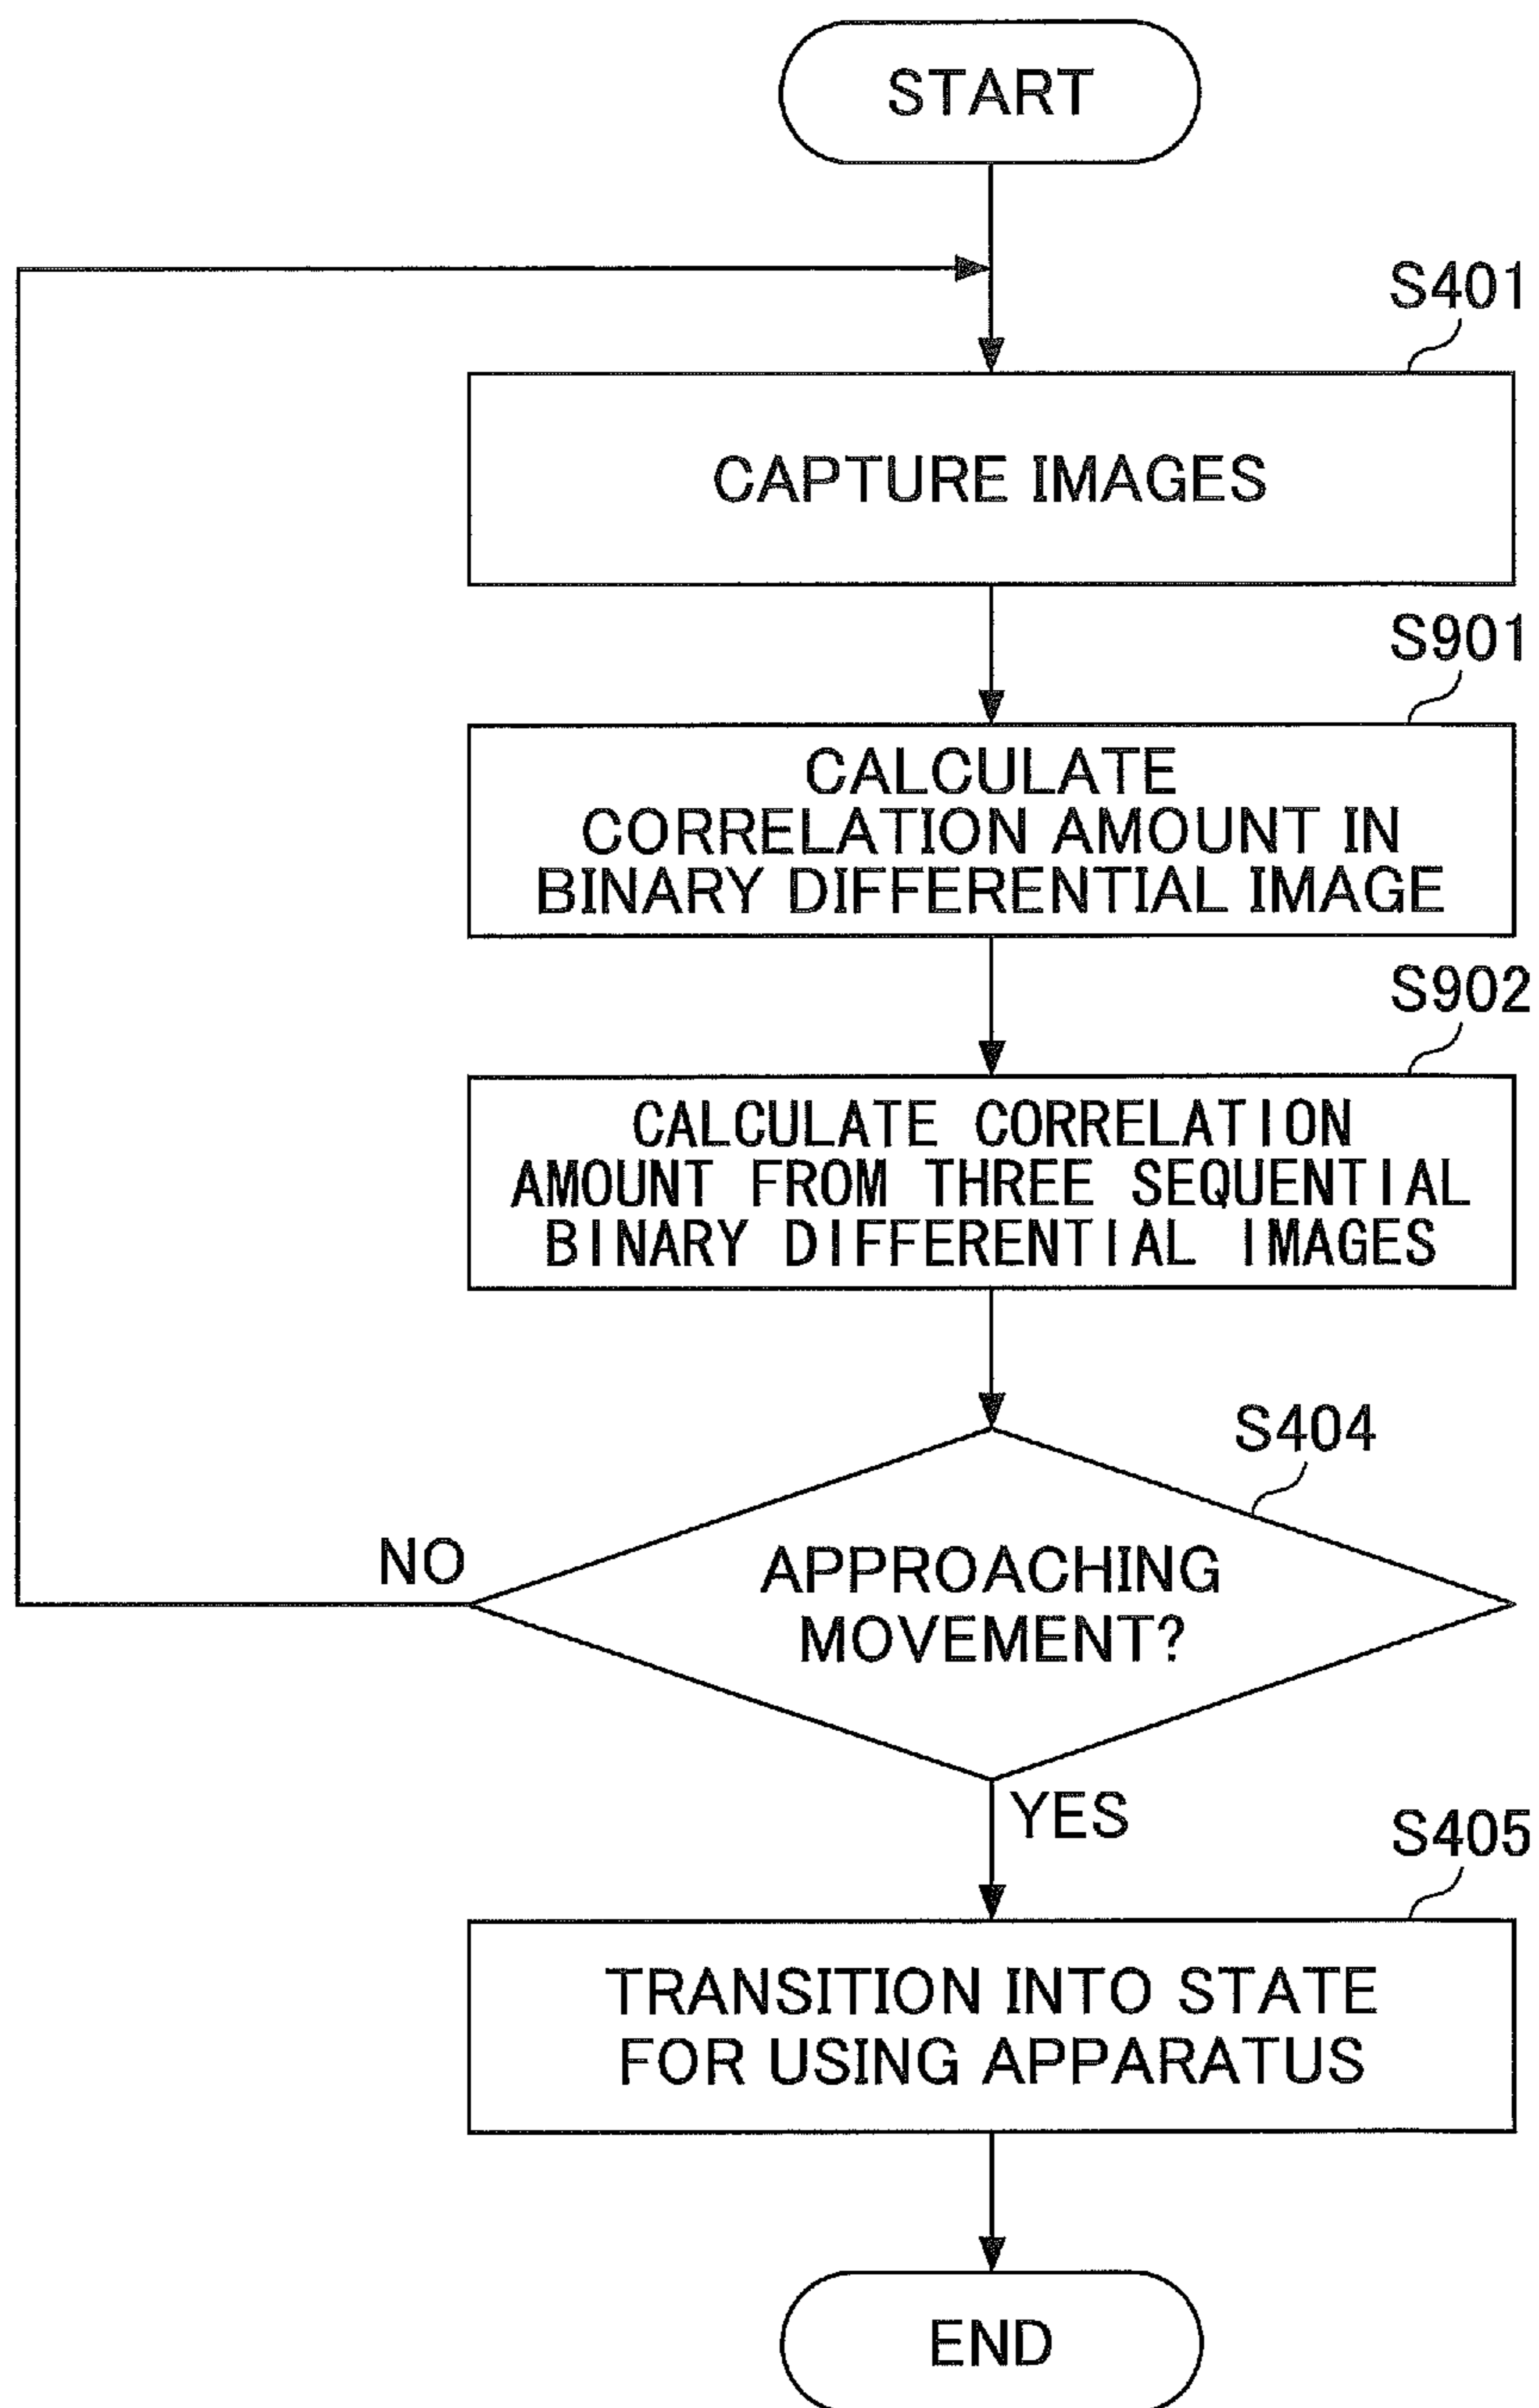 START
S401
CAPTURE IMAGES
S901
CALCULATE
CORRELATION AMOUNT IN
BINARY DIFFERENTIAL IMAGE
S902
CALCULATE CORRELATION
AMOUNT FROM THREE SEQUENTIAL
BINARY DIFFERENTIAL IMAGES
S404
NO
APPROACHING
MOVEMENT?
YES
S405
TRANSITION INTO STATE
FOR USING APPARATUS
END